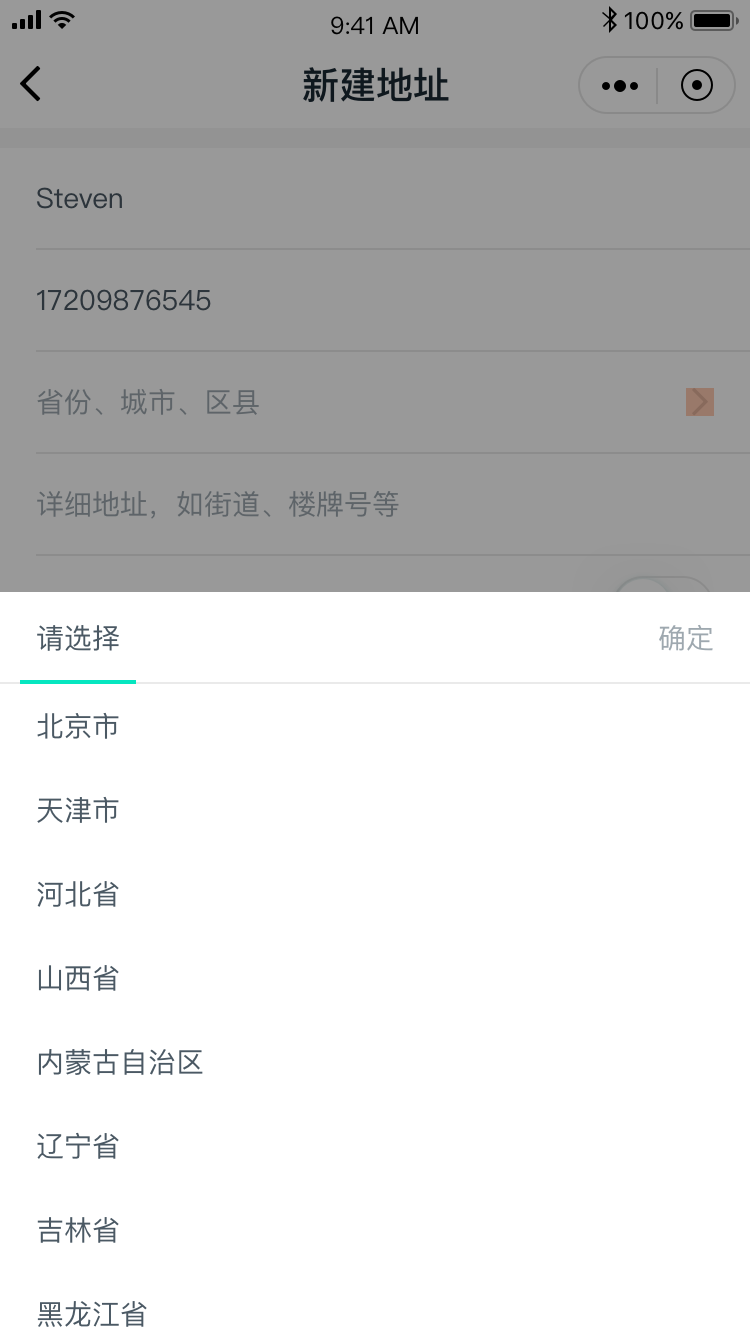 9:41 AM
100%
新建地址
Steven
17209876545
省份、城市、区县
详细地址，如街道、楼牌号等
请选择
确定
北京市
天津市
河北省
山西省
内蒙古自治区
辽宁省
吉林省
黑龙江省